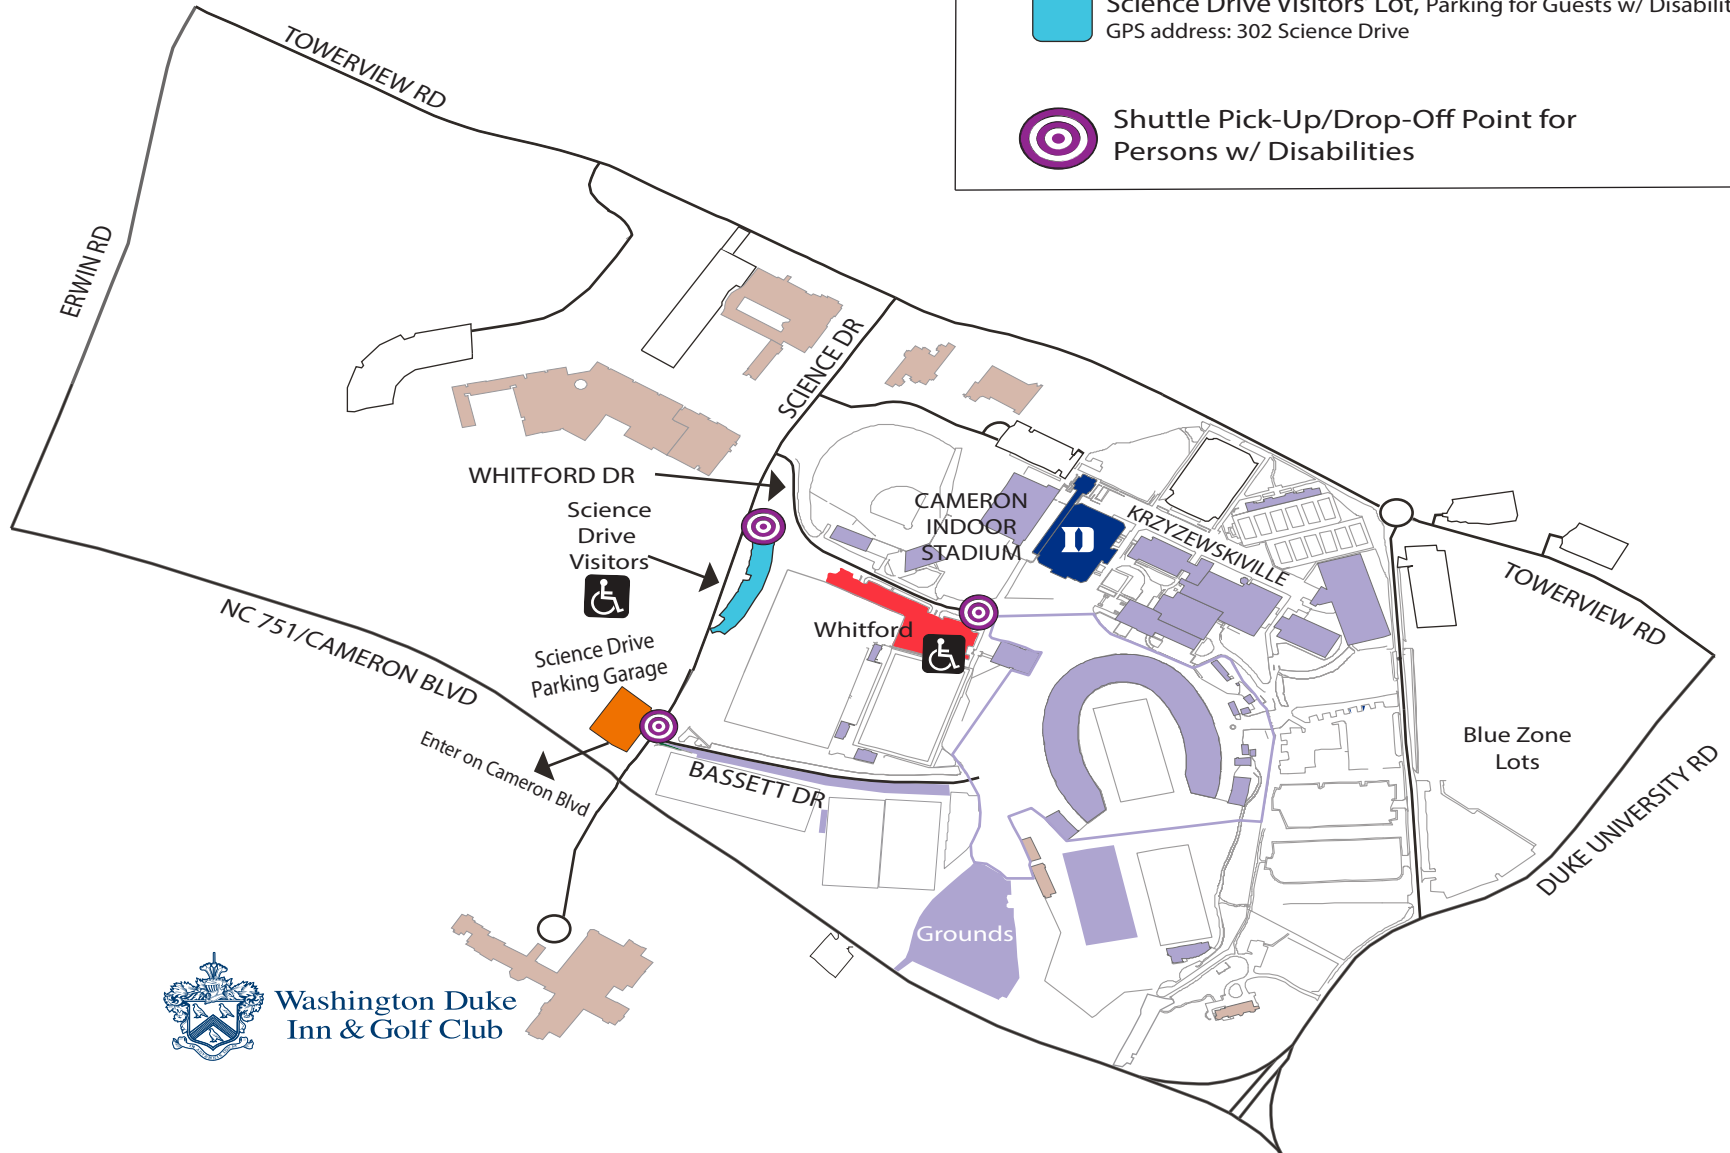 Science Drive Visitors' Lot, Parking for Guests w/
GPS address: 302 Science Drive
Shuttle Pick-Up/Drop-Off Point for
Persons w/ Disabilities
TOWERVIEW RD
ERWIN RD
SCIENCE DR
WHITFORD DR
Science
Drive
Visitors
CAMERON
INDOOR
STADIUM
D
KRZYZEWSKIVILLE
TOWERVIEW RD
NC 751/CAMERON BLVD
Whitford
Science Drive
Parking Garage
Enter on Cameron Blvd
BASSETT DR
Blue Zone
Lots
DUKE UNIVERSITY RD
Grounds
Washington Duke
Inn & Golf Club